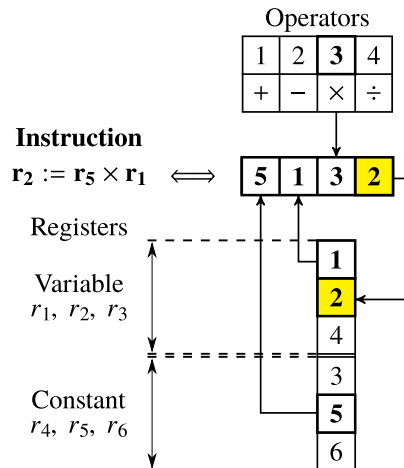 Operators
1 2 3 4
+ − × ÷
Instruction
r₂ := r₅ × r₁ ⟺ 5 1 3 2
Registers
1
Variable
2
r₁, r₂, r₃
4
3
Constant
5
r₄, r₅, r₆
6